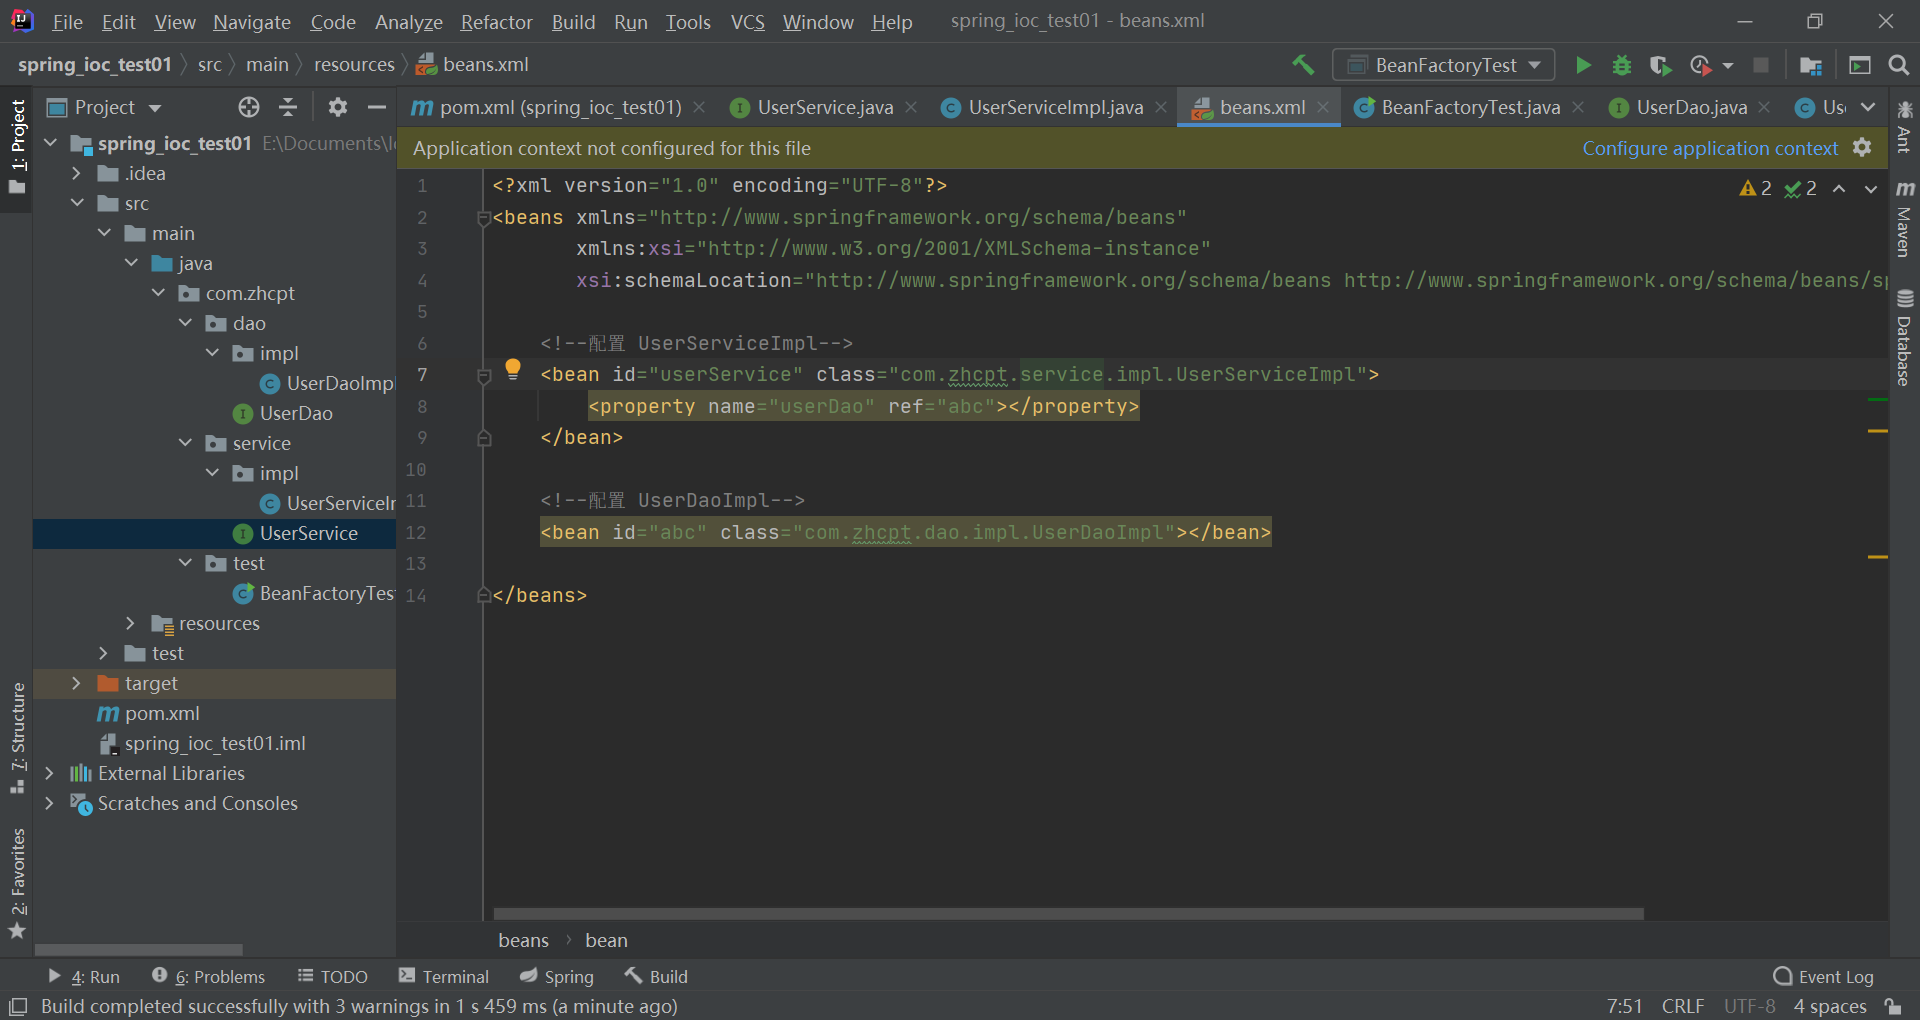 File Edit View Navigate Code Analyze Refactor Build Run Tools VCS Window Help spring_ioc_test01 - beans.xml
spring_ioc_test01 src main resources beans.xml BeanFactoryTest
Project
pom.xml (spring_ioc_test01) UserService.java UserServiceImpl.java beans.xml BeanFactoryTest.java UserDao.java
Application context not configured for this file Configure application context
1: Project
7: Structure
2: Favorites
spring_ioc_test01 E:\Documents\
.idea
src
main
java
com.zhcpt
dao
impl
UserDaoImpl
UserDao
service
impl
UserServiceI
UserService
test
BeanFactoryTes
resources
test
target
pom.xml
spring_ioc_test01.iml
External Libraries
Scratches and Consoles
1 <?xml version="1.0" encoding="UTF-8"?>
2 <beans xmlns="http://www.springframework.org/schema/beans"
3 xmlns:xsi="http://www.w3.org/2001/XMLSchema-instance"
4 xsi:schemaLocation="http://www.springframework.org/schema/beans http://www.springframework.org/schema/beans/s
5
6 <!--配置 UserServiceImpl-->
7 <bean id="userService" class="com.zhcpt.service.impl.UserServiceImpl">
8 <property name="userDao" ref="abc"></property>
9 </bean>
10
11 <!--配置 UserDaoImpl-->
12 <bean id="abc" class="com.zhcpt.dao.impl.UserDaoImpl"></bean>
13
14 </beans>
2 2
Ant
Maven
Database
beans bean
4: Run 6: Problems TODO Terminal Spring Build Event Log
Build completed successfully with 3 warnings in 1 s 459 ms (a minute ago) 7:51 CRLF UTF-8 4 spaces